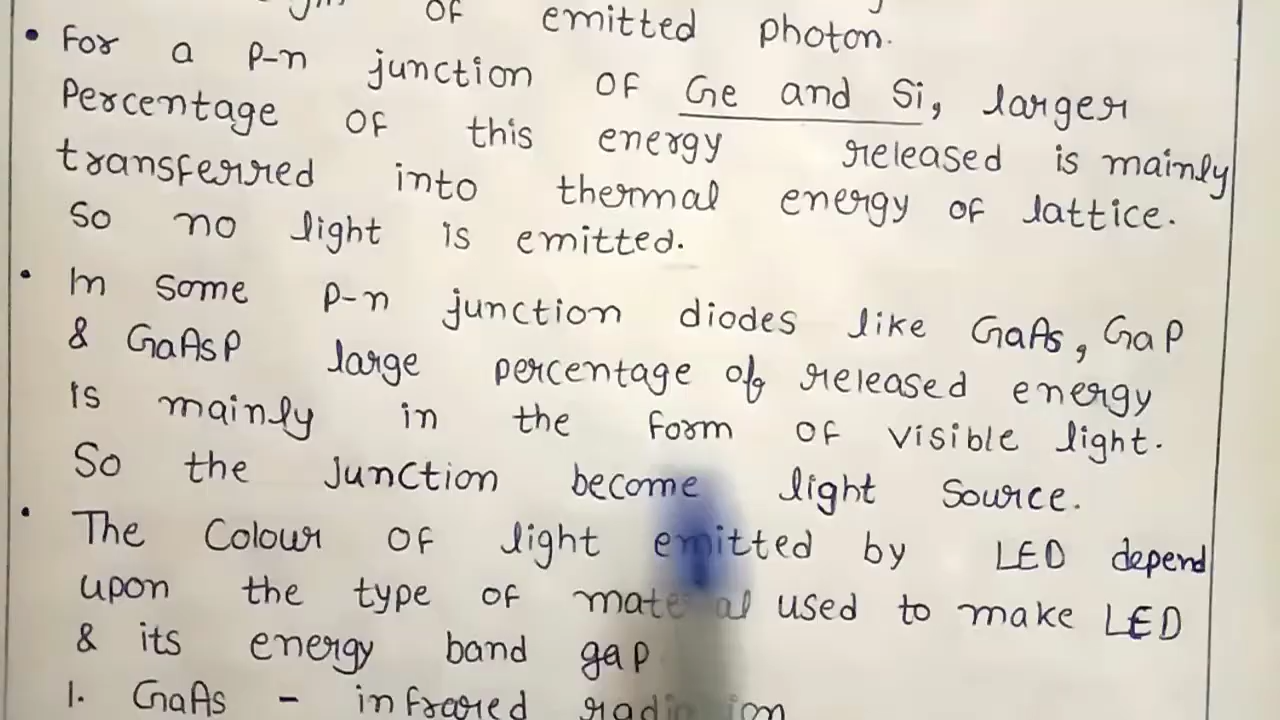 of emitted photon.
• For a p-n junction of Ge and Si, larger
Percentage of this energy released is mainly
transferred into thermal energy of lattice.
So no light is emitted.
• In some p-n junction diodes like GaAs, GaP
& GaAsP large percentage of released energy
is mainly in the form of visible light.
So the junction become light source.
• The Colour of light emitted by LED depend
upon the type of material used to make LED
& its energy band gap
1. GaAs - infrared radiation